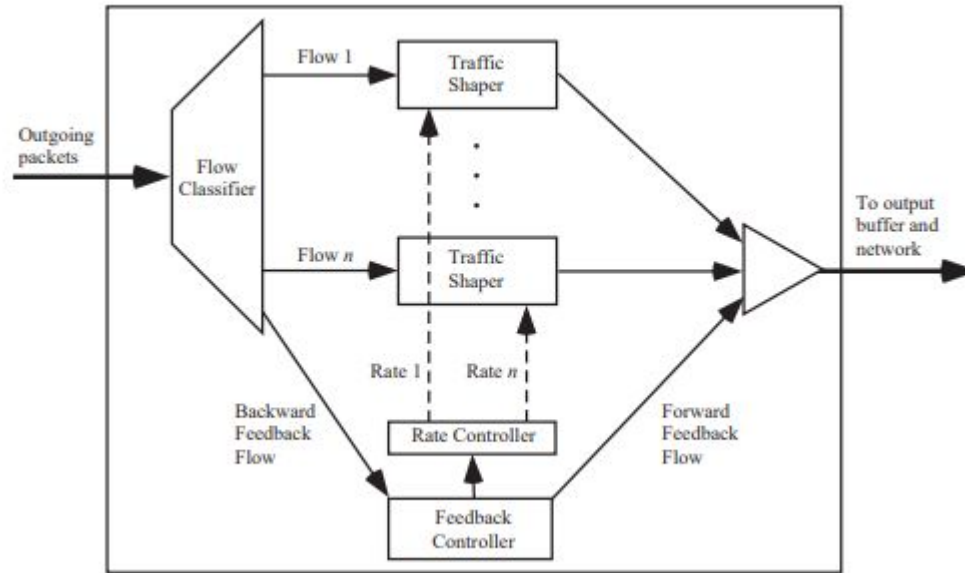 Flow 1
Traffic
Shaper
Outgoing
packets
Flow
Classifier
To output
buffer and
network
Flow n
Traffic
Shaper
Rate 1
Rate n
Backward
Feedback
Flow
Rate Controller
Forward
Feedback
Flow
Feedback
Controller